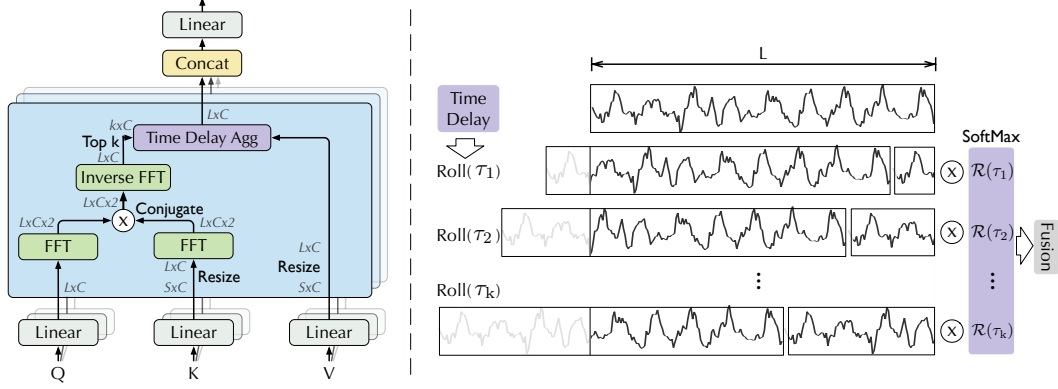 Linear
Concat
LxC
kxC
Top k
Time Delay Agg
LxC
Inverse FFT
LxCx2
Conjugate
LxCx2
x
LxCx2
FFT
FFT
LxC
LxC
Resize
Resize
LxC
SxC
SxC
Linear
Linear
Linear
Q
K
V
L
Time
Delay
SoftMax
Roll(τ₁)
x
R(τ₁)
Roll(τ₂)
x
R(τ₂)
Fusion
⋮
⋮
Roll(τₖ)
x
R(τₖ)